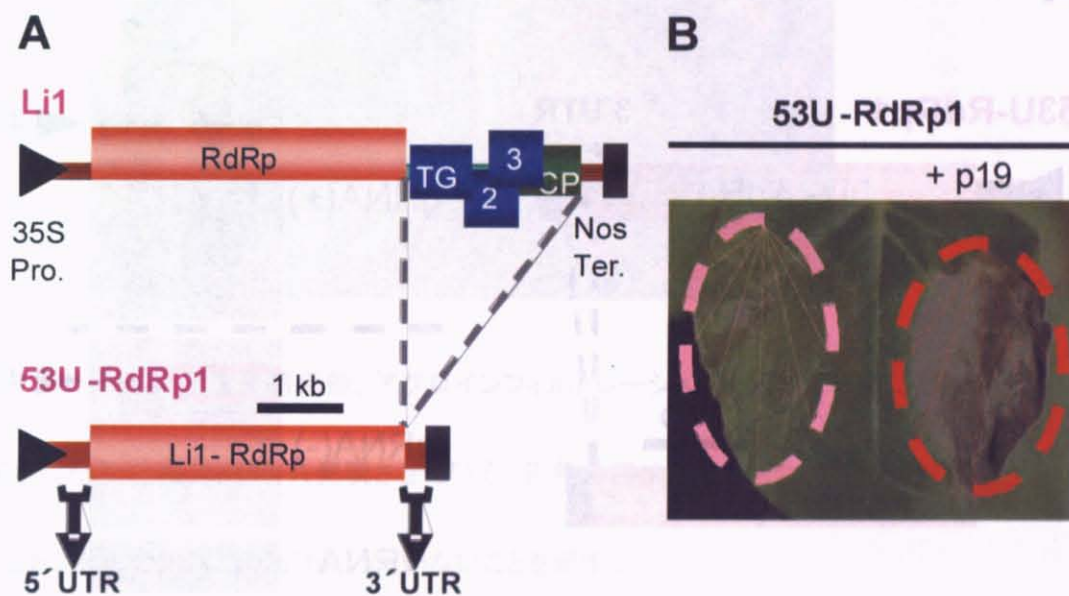 A
Li1
RdRp
TG
2
3
CP
35S
Pro.
Nos
Ter.
53U-RdRp1
1 kb
Li1-RdRp
5´UTR
3´UTR
B
53U-RdRp1
+ p19